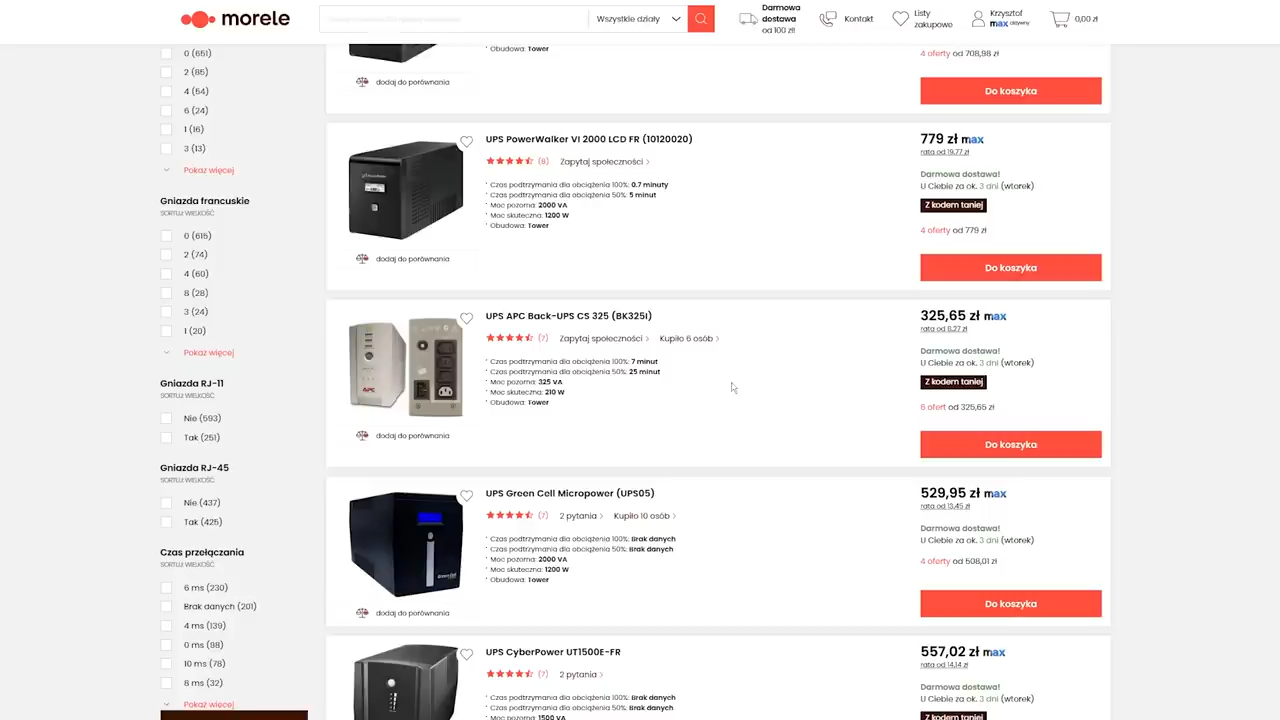 morele
Wszystkie działy
Darmowa
dostawa
od 100 zł!
Kontakt
Listy
zakupowe
Krzysztof
max aktywny
0,00 zł
0 (651)
2 (85)
4 (54)
6 (24)
1 (16)
3 (13)
Pokaż więcej
Gniazda francuskie
SORTUJ: WIELKOŚĆ
0 (615)
2 (74)
4 (60)
8 (28)
3 (24)
1 (20)
Pokaż więcej
Gniazda RJ-11
SORTUJ: WIELKOŚĆ
Nie (593)
Tak (251)
Gniazda RJ-45
SORTUJ: WIELKOŚĆ
Nie (437)
Tak (425)
Czas przełączania
SORTUJ: WIELKOŚĆ
6 ms (230)
Brak danych (201)
4 ms (139)
0 ms (98)
10 ms (78)
8 ms (32)
Pokaż więcej
Obudowa: Tower
dodaj do porównania
4 oferty od 708,98 zł
Do koszyka
UPS PowerWalker VI 2000 LCD FR (10120020)
(8) Zapytaj społeczności
Czas podtrzymania dla obciążenia 100%: 0.7 minuty
Czas podtrzymania dla obciążenia 50%: 5 minut
Moc pozorna: 2000 VA
Moc skuteczna: 1200 W
Obudowa: Tower
dodaj do porównania
779 zł max
rata od 19,77 zł
Darmowa dostawa!
U Ciebie za ok. 3 dni (wtorek)
Z kodem taniej
4 oferty od 779 zł
Do koszyka
UPS APC Back-UPS CS 325 (BK325I)
(7) Zapytaj społeczności Kupiło 6 osób
Czas podtrzymania dla obciążenia 100%: 7 minut
Czas podtrzymania dla obciążenia 50%: 25 minut
Moc pozorna: 325 VA
Moc skuteczna: 210 W
Obudowa: Tower
APC
dodaj do porównania
325,65 zł max
rata od 8,27 zł
Darmowa dostawa!
U Ciebie za ok. 3 dni (wtorek)
Z kodem taniej
6 ofert od 325,65 zł
Do koszyka
UPS Green Cell Micropower (UPS05)
(7) 2 pytania Kupiło 10 osób
Czas podtrzymania dla obciążenia 100%: Brak danych
Czas podtrzymania dla obciążenia 50%: Brak danych
Moc pozorna: 2000 VA
Moc skuteczna: 1200 W
Obudowa: Tower
Green Cell
dodaj do porównania
529,95 zł max
rata od 13,45 zł
Darmowa dostawa!
U Ciebie za ok. 3 dni (wtorek)
4 oferty od 508,01 zł
Do koszyka
UPS CyberPower UT1500E-FR
(7) 2 pytania
Czas podtrzymania dla obciążenia 100%: Brak danych
Czas podtrzymania dla obciążenia 50%: Brak danych
Moc pozorna: 1500 VA
557,02 zł max
rata od 14,14 zł
Darmowa dostawa!
U Ciebie za ok. 3 dni (wtorek)
Z kodem taniej